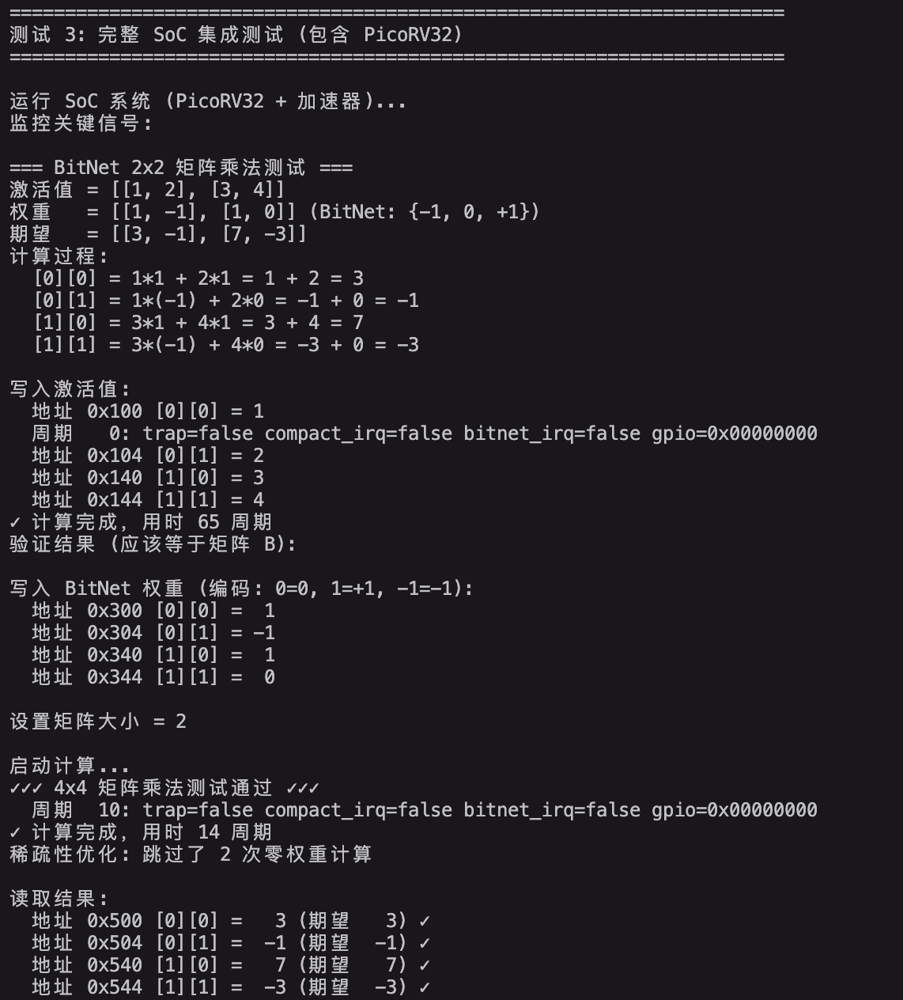 ======================================================================
测试 3: 完整 SoC 集成测试 (包含 PicoRV32)
======================================================================
运行 SoC 系统 (PicoRV32 + 加速器)...
监控关键信号:
=== BitNet 2x2 矩阵乘法测试 ===
激活值 = [[1, 2], [3, 4]]
权重   = [[1, -1], [1, 0]] (BitNet: {-1, 0, +1})
期望   = [[3, -1], [7, -3]]
计算过程:
  [0][0] = 1*1 + 2*1 = 1 + 2 = 3
  [0][1] = 1*(-1) + 2*0 = -1 + 0 = -1
  [1][0] = 3*1 + 4*1 = 3 + 4 = 7
  [1][1] = 3*(-1) + 4*0 = -3 + 0 = -3
写入激活值:
  地址 0x100 [0][0] = 1
  周期   0: trap=false compact_irq=false bitnet_irq=false gpio=0x00000000
  地址 0x104 [0][1] = 2
  地址 0x140 [1][0] = 3
  地址 0x144 [1][1] = 4
✓ 计算完成, 用时 65 周期
验证结果 (应该等于矩阵 B):
写入 BitNet 权重 (编码: 0=0, 1=+1, -1=-1):
  地址 0x300 [0][0] =  1
  地址 0x304 [0][1] = -1
  地址 0x340 [1][0] =  1
  地址 0x344 [1][1] =  0
设置矩阵大小 = 2
启动计算...
✓✓✓ 4x4 矩阵乘法测试通过 ✓✓✓
  周期  10: trap=false compact_irq=false bitnet_irq=false gpio=0x00000000
✓ 计算完成, 用时 14 周期
稀疏性优化: 跳过了 2 次零权重计算
读取结果:
  地址 0x500 [0][0] =   3 (期望   3) ✓
  地址 0x504 [0][1] =  -1 (期望  -1) ✓
  地址 0x540 [1][0] =   7 (期望   7) ✓
  地址 0x544 [1][1] =  -3 (期望  -3) ✓